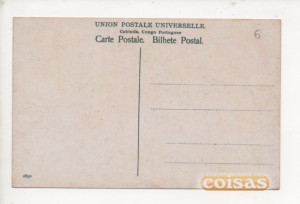 UNION POSTALE UNIVERSELLE.
Cabinda, Congo Portuguez
Carte Postale. Bilhete Postal.
6
coisas